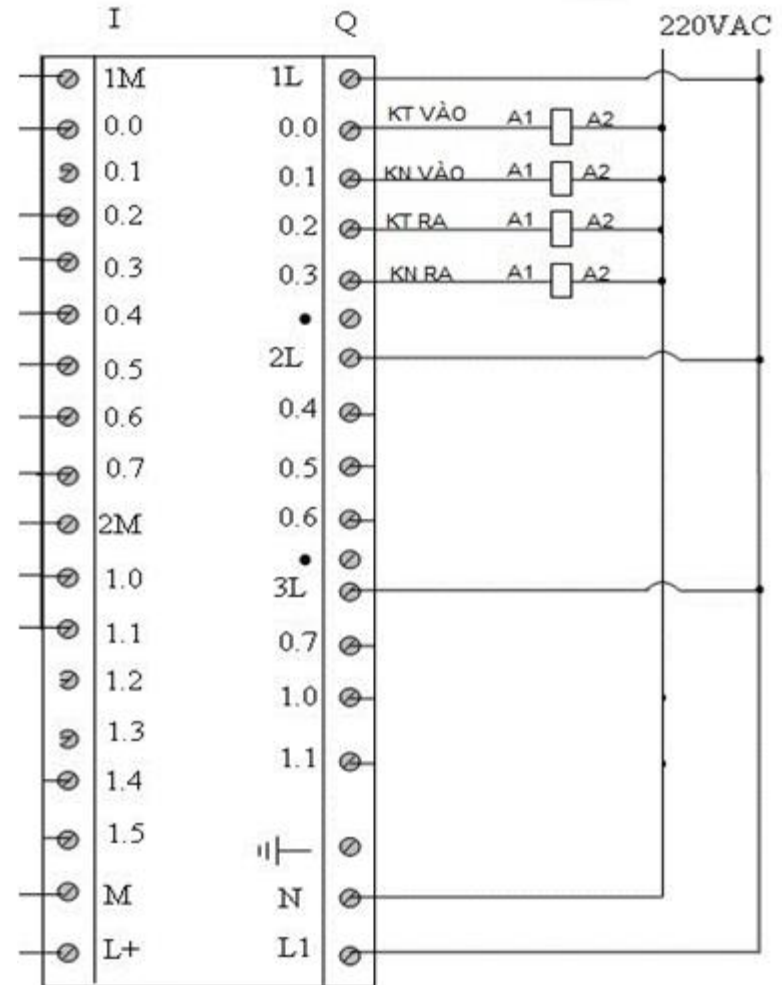 I Q 220VAC
1M 1L
0.0 0.0 KT VÀO A1 A2
0.1 0.1 KN VÀO A1 A2
0.2 0.2 KT RA A1 A2
0.3 0.3 KN RA A1 A2
0.4
0.5 2L
0.6 0.4
0.7 0.5
2M 0.6
1.0 3L
1.1 0.7
1.2 1.0
1.3 1.1
1.4
1.5
M N
L+ L1